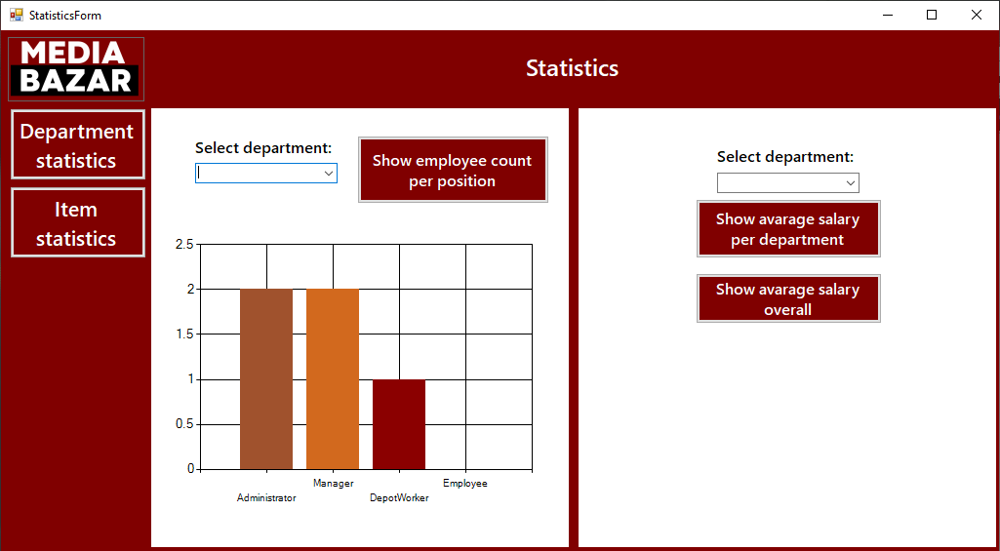 StatisticsForm
MEDIA
BAZAR
Statistics
Department
statistics
Item
statistics
Select department:
Show employee count
per position
2.5
2
1.5
1
0.5
0
Manager
Employee
Administrator
DepotWorker
Select department:
Show avarage salary
per department
Show avarage salary
overall